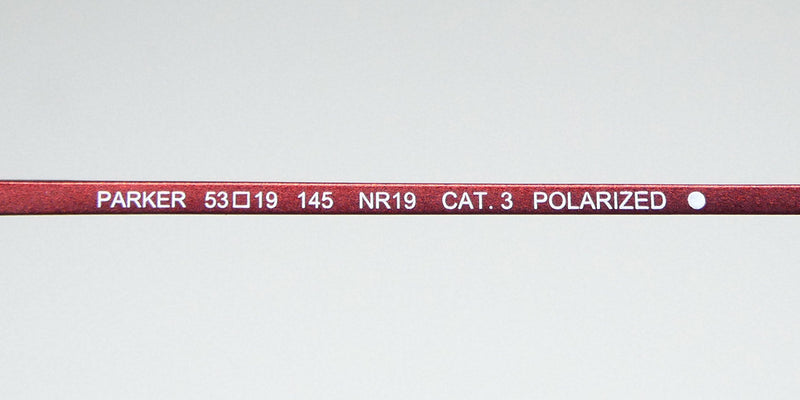 PARKER 53□19 145 NR19 CAT. 3 POLARIZED